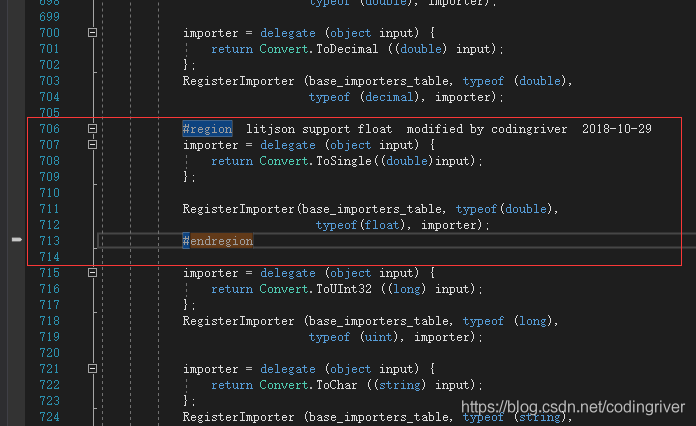 698 typeof (double), importer);
699
700 importer = delegate (object input) {
701 return Convert.ToDecimal ((double) input);
702 };
703 RegisterImporter (base_importers_table, typeof (double),
704 typeof (decimal), importer);
705
706 #region litjson support float modified by codingriver 2018-10-29
707 importer = delegate (object input) {
708 return Convert.ToSingle((double)input);
709 };
710
711 RegisterImporter(base_importers_table, typeof(double),
712 typeof(float), importer);
713 #endregion
714
715 importer = delegate (object input) {
716 return Convert.ToUInt32 ((long) input);
717 };
718 RegisterImporter (base_importers_table, typeof (long),
719 typeof (uint), importer);
720
721 importer = delegate (object input) {
722 return Convert.ToChar ((string) input);
723 };
724 RegisterImporter (base_importers_table, typeof (string),
https://blog.csdn.net/codingriver